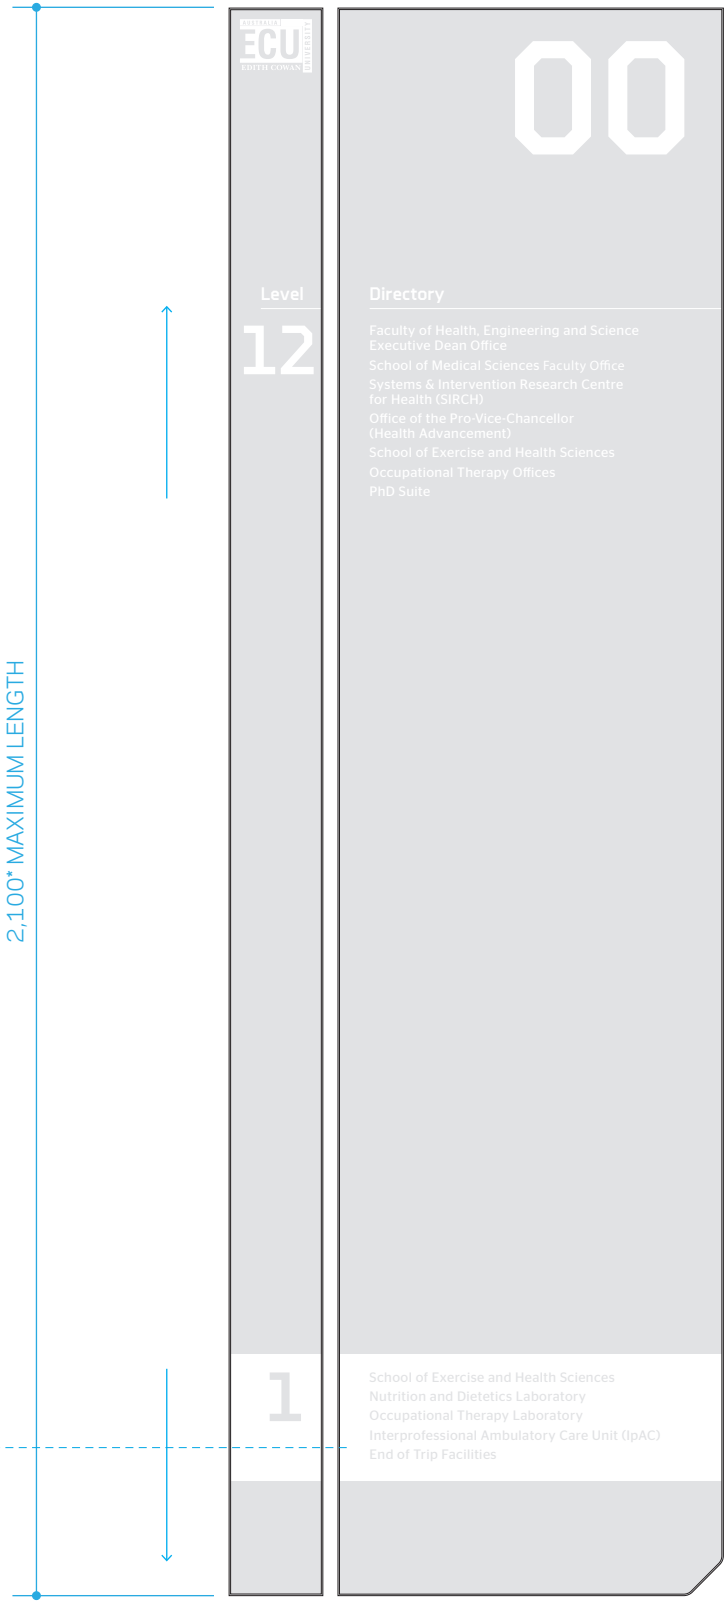 AUSTRALIA
ECU
EDITH COWAN
UNIVERSITY
00
Level
Directory
12
Faculty of Health, Engineering and Science
Executive Dean Office
School of Medical Sciences Faculty Office
Systems & Intervention Research Centre
for Health (SIRCH)
Office of the Pro-Vice-Chancellor
(Health Advancement)
School of Exercise and Health Sciences
Occupational Therapy Offices
PhD Suite
2,100* MAXIMUM LENGTH
1
School of Exercise and Health Sciences
Nutrition and Dietetics Laboratory
Occupational Therapy Laboratory
Interprofessional Ambulatory Care Unit (IpAC)
End of Trip Facilities